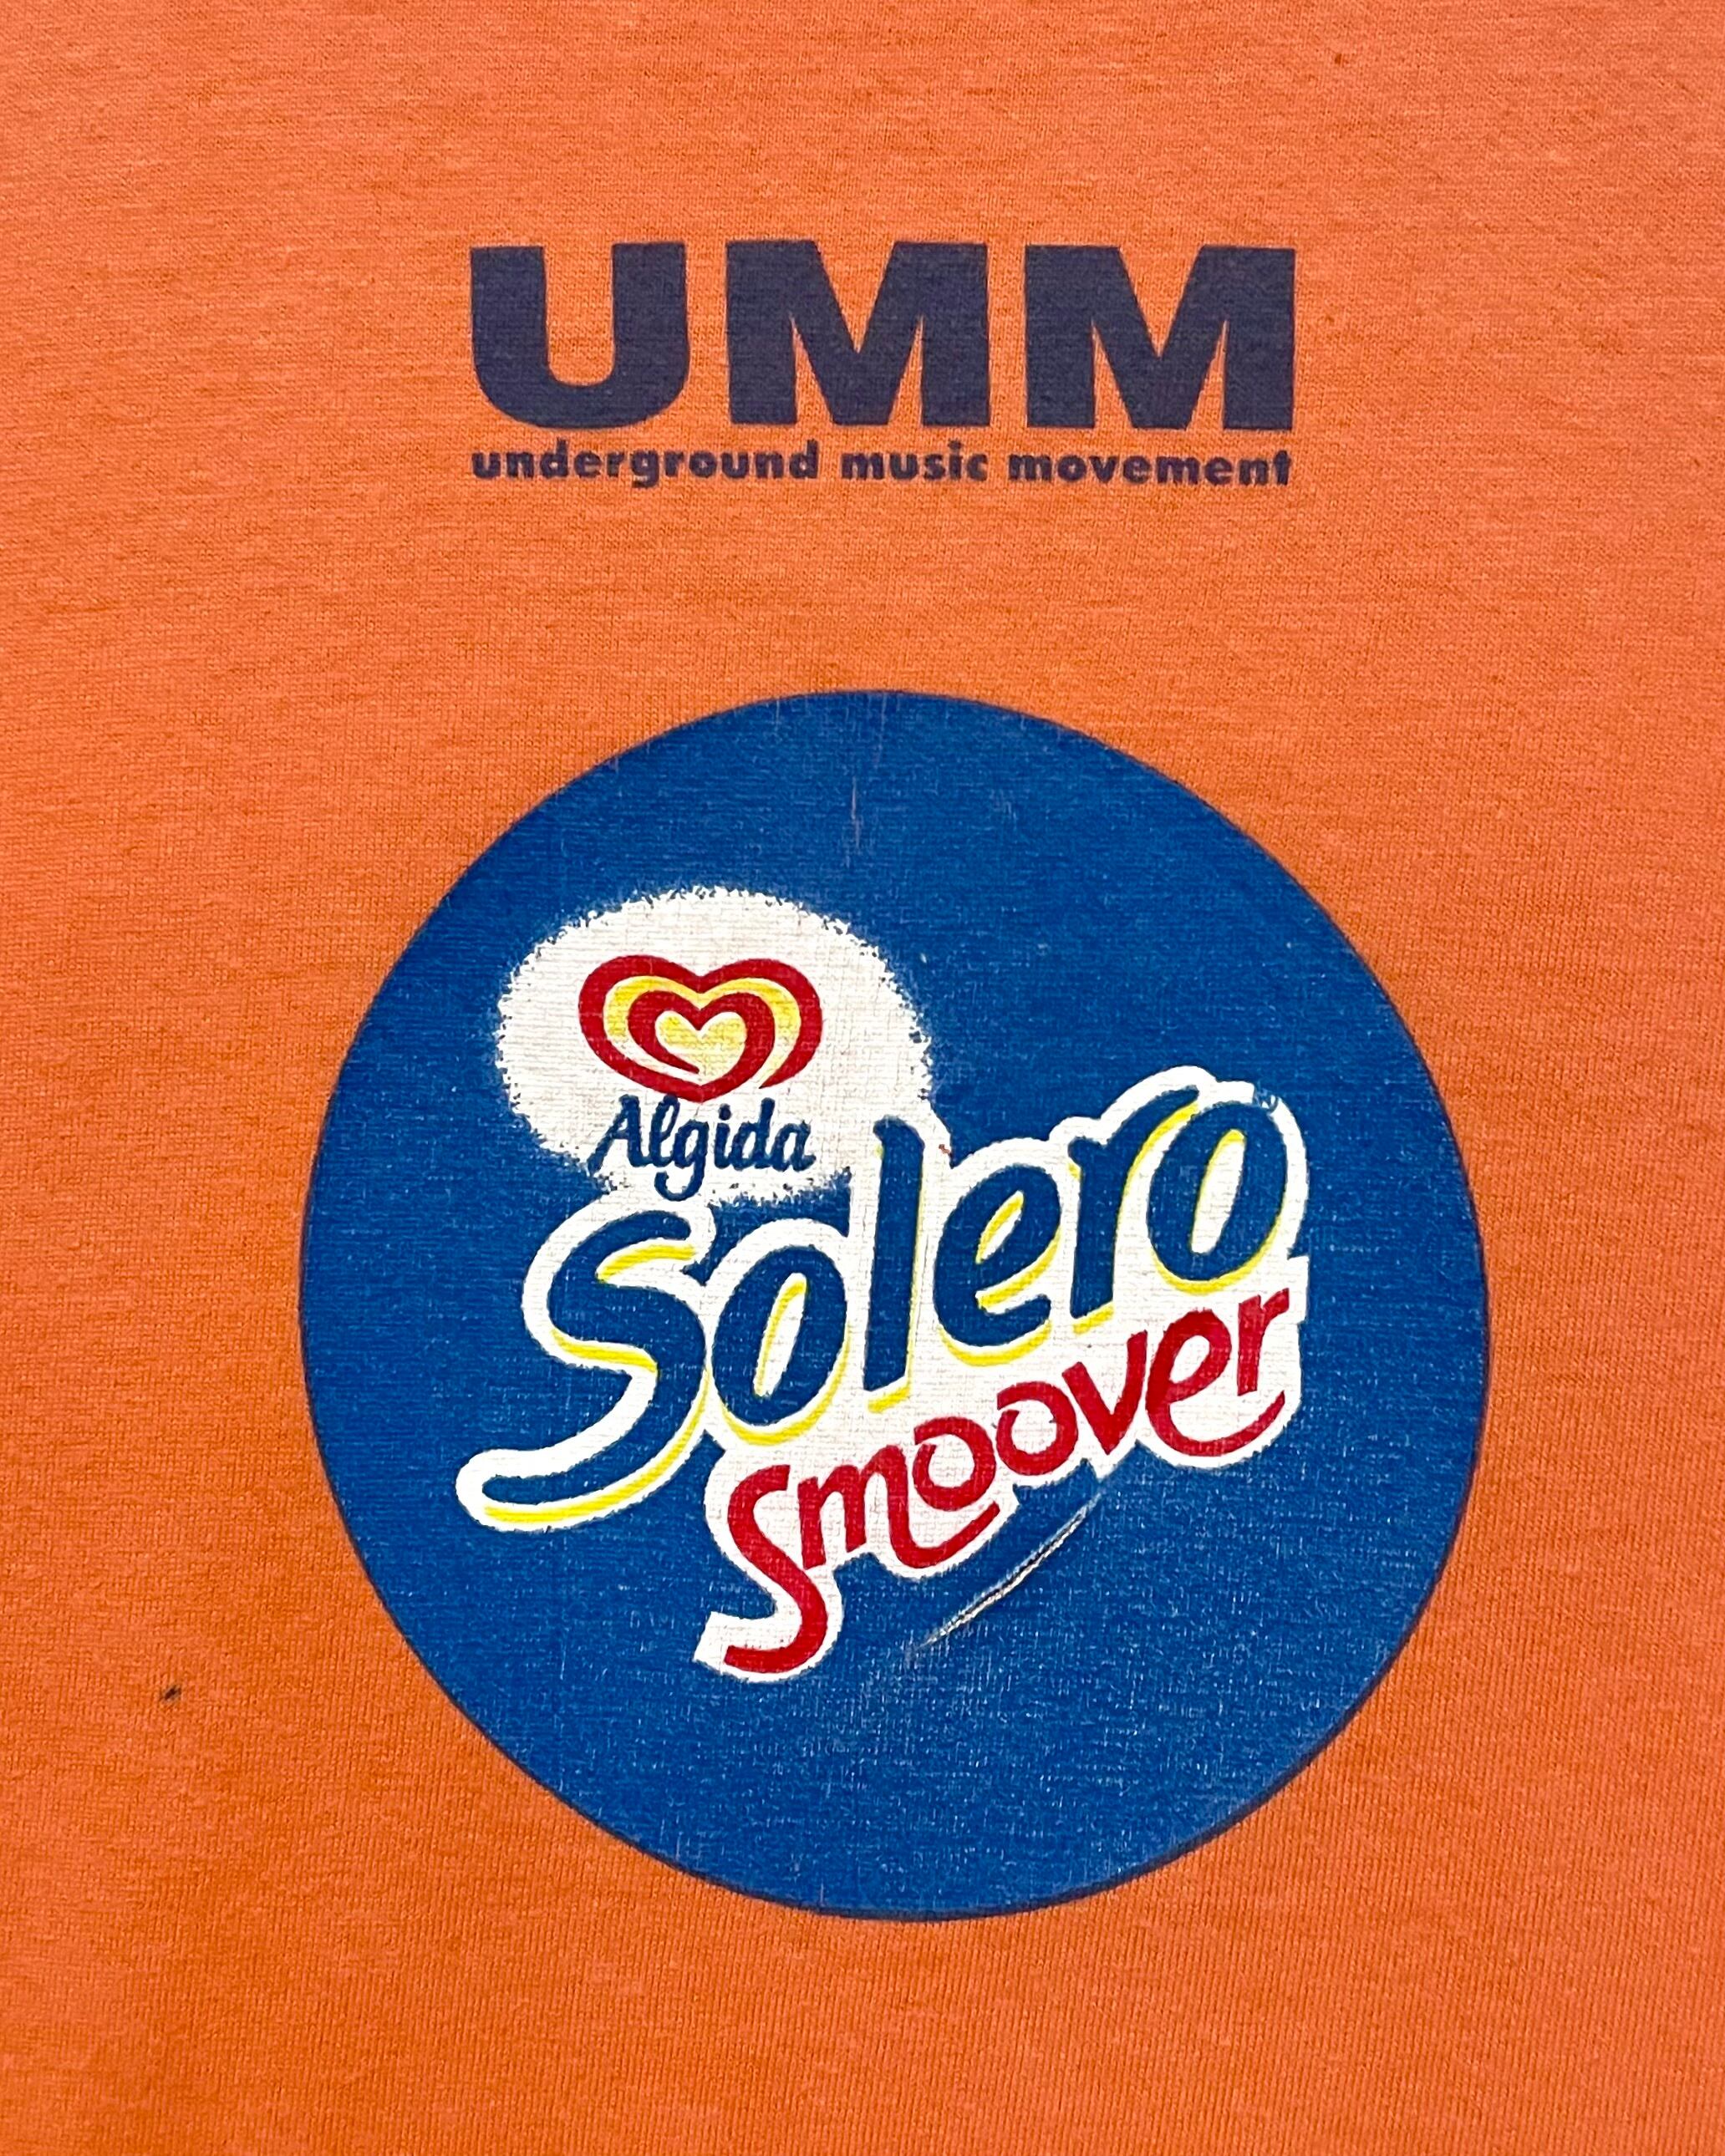 UMM
underground music movement
Algida
Solero
smoover